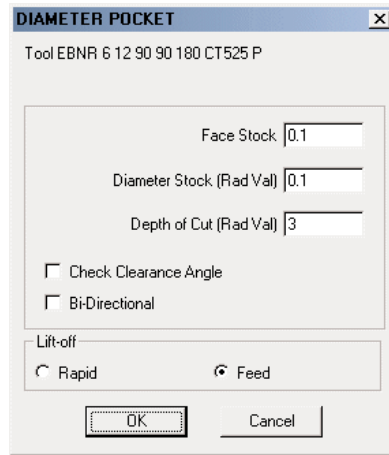 DIAMETER POCKET
Tool EBNR 6 12 90 90 180 CT525 P
Face Stock 0.1
Diameter Stock (Rad Val) 0.1
Depth of Cut (Rad Val) 3
Check Clearance Angle
Bi-Directional
Lift-off
Rapid Feed
OK Cancel